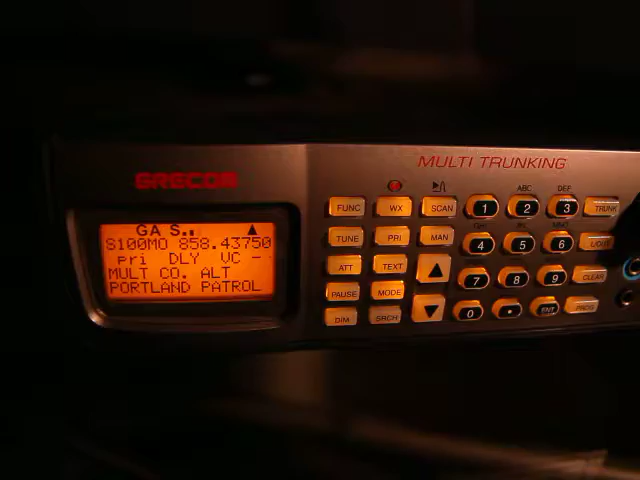 MULTI TRUNKING
GRECOM
GA S
S100MO 858.43750
pri DLY VC -
MULT CO. ALT
PORTLAND PATROL
FUNC WX SCAN 1 ABC 2 DEF 3 TRUNK
TUNE PRI MAN 4 5 6 L/OUT
ATT TEXT ▲ 7 8 9 CLEAR
PAUSE MODE
DIM SRCH ▼ 0 • ENT PROG